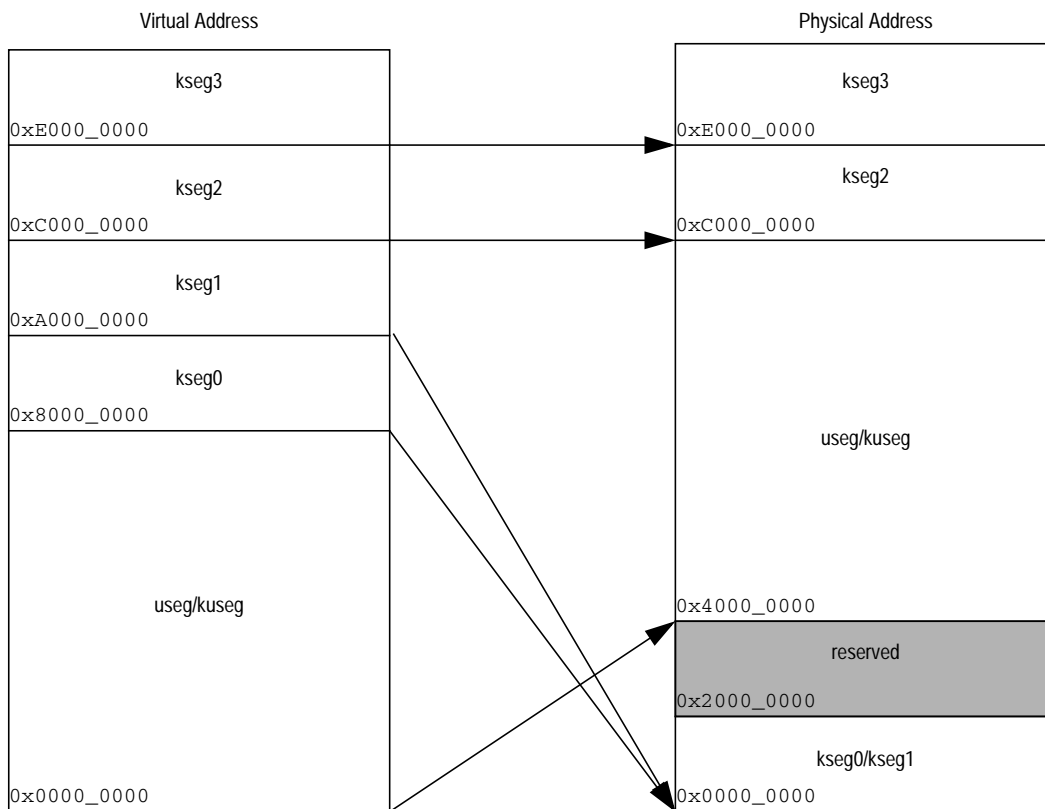 Virtual Address
kseg3
0xE000_0000
kseg2
0xC000_0000
kseg1
0xA000_0000
kseg0
0x8000_0000
useg/kuseg
0x0000_0000
Physical Address
kseg3
0xE000_0000
kseg2
0xC000_0000
useg/kuseg
0x4000_0000
reserved
0x2000_0000
kseg0/kseg1
0x0000_0000